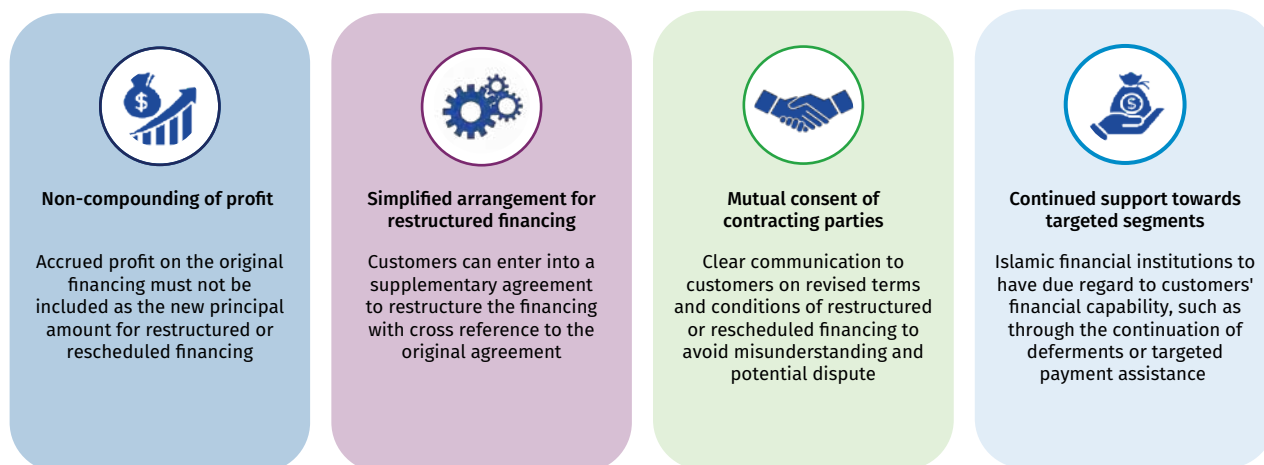 Non-compounding of profit
Accrued profit on the original
financing must not be
included as the new principal
amount for restructured or
rescheduled financing
Simplified arrangement for
restructured financing
Customers can enter into a
supplementary agreement
to restructure the financing
with cross reference to the
original agreement
Mutual consent of
contracting parties
Clear communication to
customers on revised terms
and conditions of restructured
or rescheduled financing to
avoid misunderstanding and
potential dispute
Continued support towards
targeted segments
Islamic financial institutions to
have due regard to customers'
financial capability, such as
through the continuation of
deferments or targeted
payment assistance